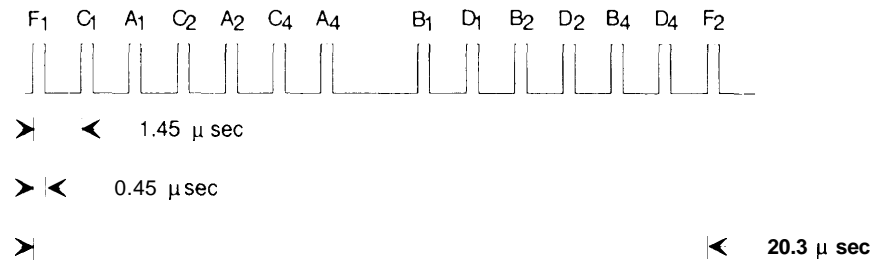 F1 C1 A1 C2 A2 C4 A4 B1 D1 B2 D2 B4 D4 F2
1.45 μ sec
0.45 μsec
20.3 μ sec